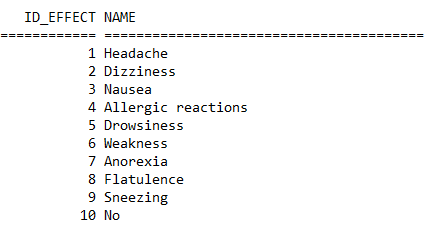 ID_EFFECT NAME
============ ========================================
1 Headache
2 Dizziness
3 Nausea
4 Allergic reactions
5 Drowsiness
6 Weakness
7 Anorexia
8 Flatulence
9 Sneezing
10 No